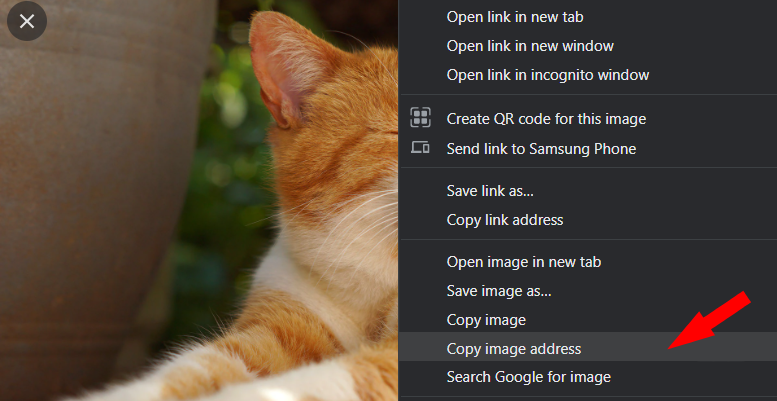 Open link in new tab
Open link in new window
Open link in incognito window
Create QR code for this image
Send link to Samsung Phone
Save link as...
Copy link address
Open image in new tab
Save image as...
Copy image
Copy image address
Search Google for image